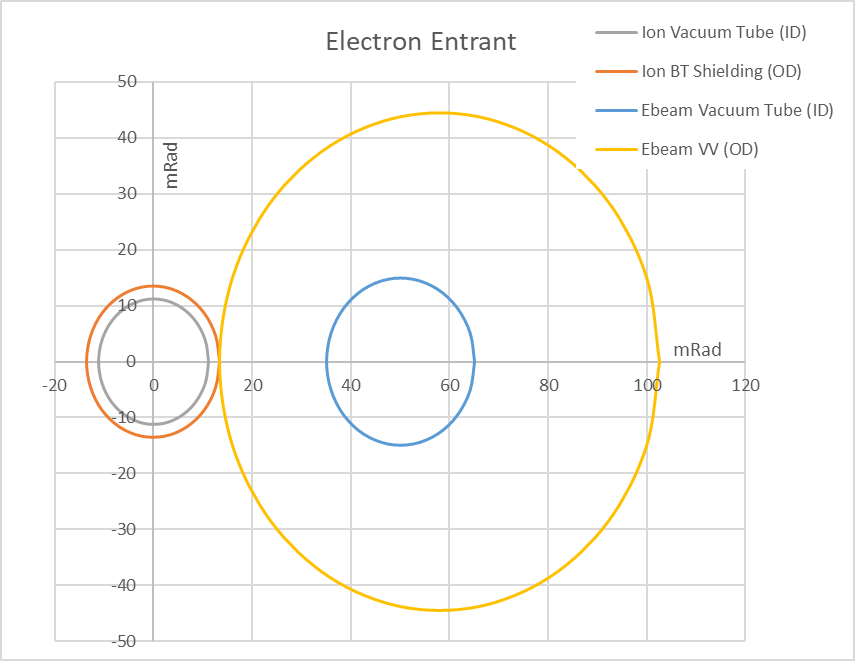 Electron Entrant
Ion Vacuum Tube (ID)
Ion BT Shielding (OD)
Ebeam Vacuum Tube (ID)
Ebeam VV (OD)
50
40
mRad
30
20
10
0
mRad
-20
0
20
40
60
80
100
120
-10
-20
-30
-40
-50